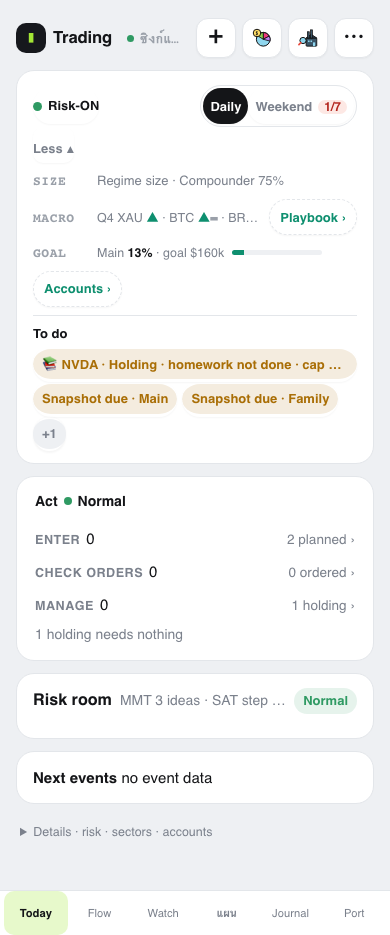 Trading ซิงก์แ...
Risk-ON Daily Weekend 1/7
Less ▴
SIZE Regime size · Compounder 75%
MACRO Q4 XAU ▲ · BTC ▲▬ · BR... Playbook ›
GOAL Main 13% · goal $160k
Accounts ›
To do
📚 NVDA · Holding · homework not done · cap ...
Snapshot due · Main Snapshot due · Family
+1
Act Normal
ENTER 0 2 planned ›
CHECK ORDERS 0 0 ordered ›
MANAGE 0 1 holding ›
1 holding needs nothing
Risk room MMT 3 ideas · SAT step ... Normal
Next events no event data
▶ Details · risk · sectors · accounts
Today Flow Watch แผน Journal Port